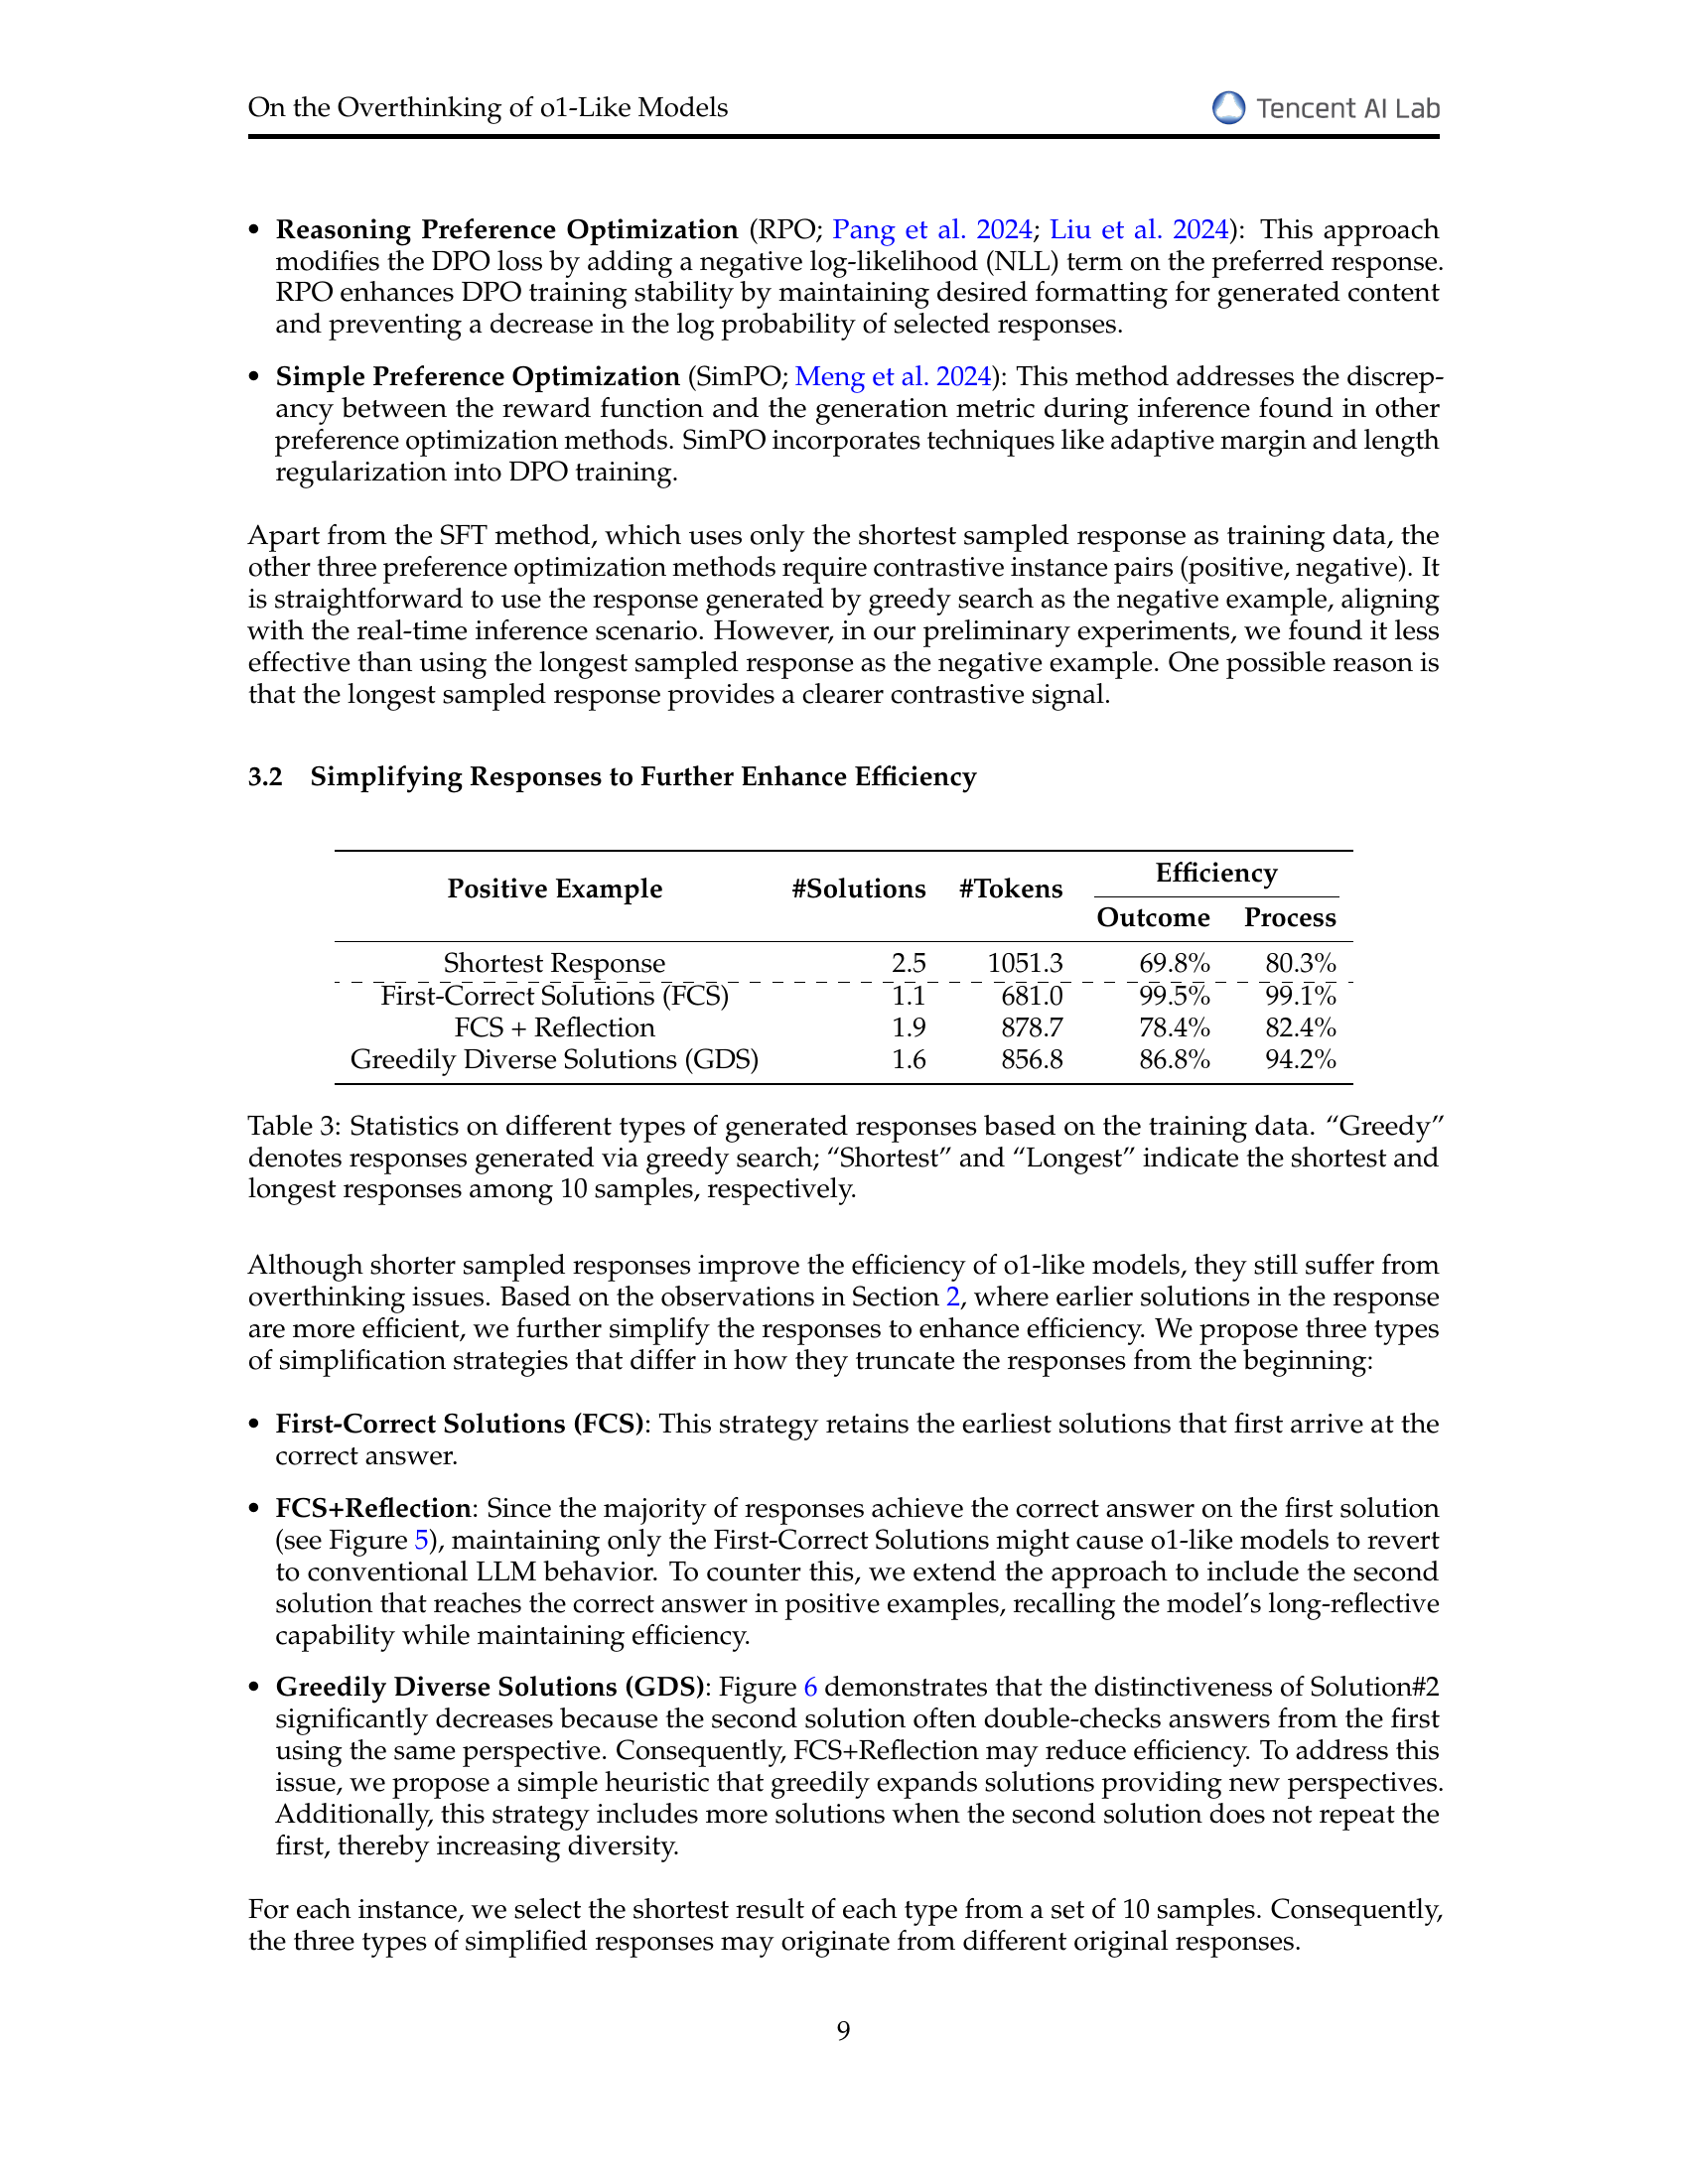 On the Overthinking of o1-Like Models
Tencent AI Lab
• Reasoning Preference Optimization (RPO; Pang et al. 2024; Liu et al. 2024): This approach
modifies the DPO loss by adding a negative log-likelihood (NLL) term on the preferred response.
RPO enhances DPO training stability by maintaining desired formatting for generated content
and preventing a decrease in the log probability of selected responses.
• Simple Preference Optimization (SimPO; Meng et al. 2024): This method addresses the discrep-
ancy between the reward function and the generation metric during inference found in other
preference optimization methods. SimPO incorporates techniques like adaptive margin and length
regularization into DPO training.
Apart from the SFT method, which uses only the shortest sampled response as training data, the
other three preference optimization methods require contrastive instance pairs (positive, negative). It
is straightforward to use the response generated by greedy search as the negative example, aligning
with the real-time inference scenario. However, in our preliminary experiments, we found it less
effective than using the longest sampled response as the negative example. One possible reason is
that the longest sampled response provides a clearer contrastive signal.
3.2 Simplifying Responses to Further Enhance Efficiency
Positive Example #Solutions #Tokens Efficiency
Outcome Process
Shortest Response 2.5 1051.3 69.8% 80.3%
First-Correct Solutions (FCS) 1.1 681.0 99.5% 99.1%
FCS + Reflection 1.9 878.7 78.4% 82.4%
Greedily Diverse Solutions (GDS) 1.6 856.8 86.8% 94.2%
Table 3: Statistics on different types of generated responses based on the training data. “Greedy”
denotes responses generated via greedy search; “Shortest” and “Longest” indicate the shortest and
longest responses among 10 samples, respectively.
Although shorter sampled responses improve the efficiency of o1-like models, they still suffer from
overthinking issues. Based on the observations in Section 2, where earlier solutions in the response
are more efficient, we further simplify the responses to enhance efficiency. We propose three types
of simplification strategies that differ in how they truncate the responses from the beginning:
• First-Correct Solutions (FCS): This strategy retains the earliest solutions that first arrive at the
correct answer.
• FCS+Reflection: Since the majority of responses achieve the correct answer on the first solution
(see Figure 5), maintaining only the First-Correct Solutions might cause o1-like models to revert
to conventional LLM behavior. To counter this, we extend the approach to include the second
solution that reaches the correct answer in positive examples, recalling the model’s long-reflective
capability while maintaining efficiency.
• Greedily Diverse Solutions (GDS): Figure 6 demonstrates that the distinctiveness of Solution#2
significantly decreases because the second solution often double-checks answers from the first
using the same perspective. Consequently, FCS+Reflection may reduce efficiency. To address this
issue, we propose a simple heuristic that greedily expands solutions providing new perspectives.
Additionally, this strategy includes more solutions when the second solution does not repeat the
first, thereby increasing diversity.
For each instance, we select the shortest result of each type from a set of 10 samples. Consequently,
the three types of simplified responses may originate from different original responses.
9